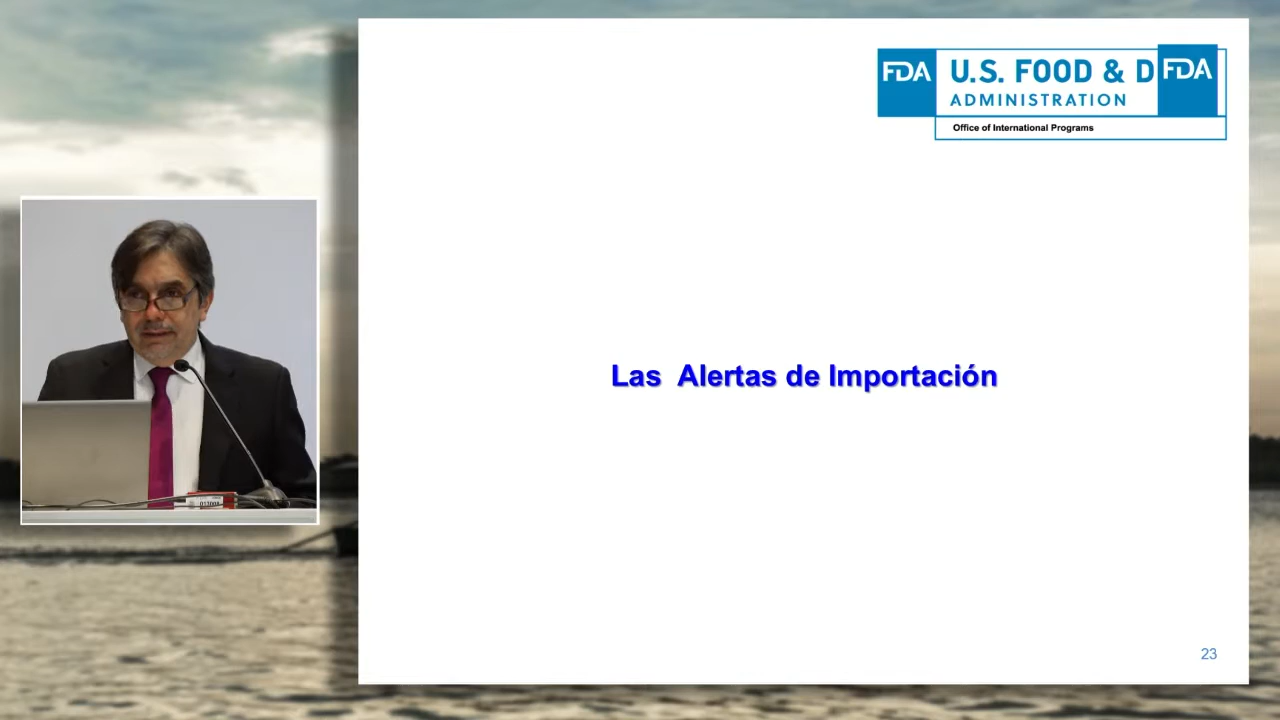 FDA U.S. FOOD & D FDA
ADMINISTRATION
Office of International Programs
Las  Alertas de Importación
23